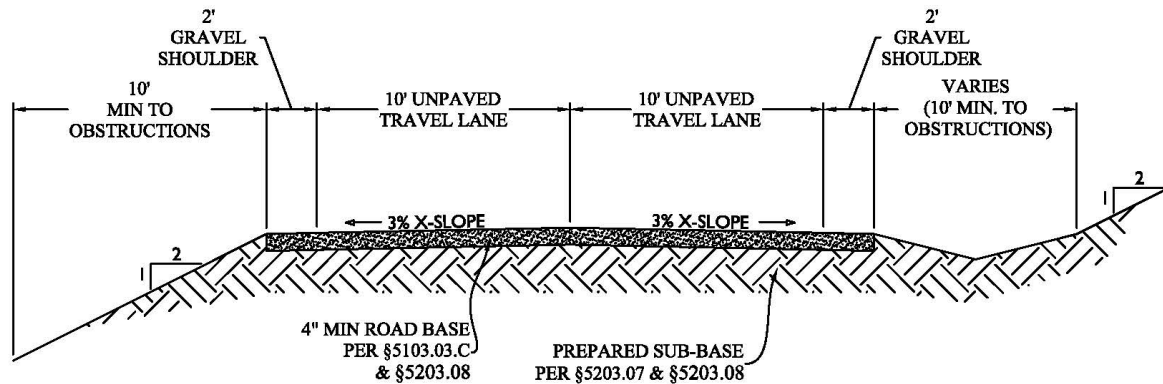 2'
GRAVEL
SHOULDER
2'
GRAVEL
SHOULDER
10'
MIN TO
OBSTRUCTIONS
10' UNPAVED
TRAVEL LANE
10' UNPAVED
TRAVEL LANE
VARIES
(10' MIN. TO
OBSTRUCTIONS)
3% X-SLOPE
3% X-SLOPE
2
1
2
1
4" MIN ROAD BASE
PER §5103.03.C
& §5203.08
PREPARED SUB-BASE
PER §5203.07 & §5203.08